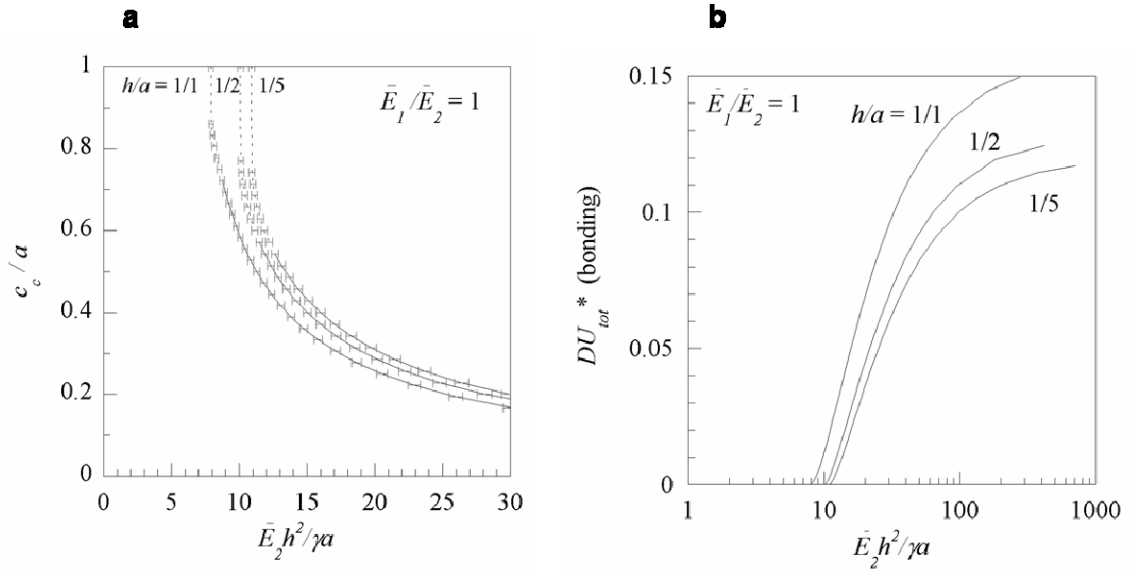 a
1
h/a = 1/1 1/2 1/5
Ē₁/Ē₂ = 1
0.8
0.6
0.4
0.2
0
c_c / a
0 5 10 15 20 25 30
Ē₂h²/γa
b
0.15
Ē₁/Ē₂ = 1
h/a = 1/1
1/2
1/5
0.1
0.05
0
DU_tot* (bonding)
1 10 100 1000
Ē₂h²/γa